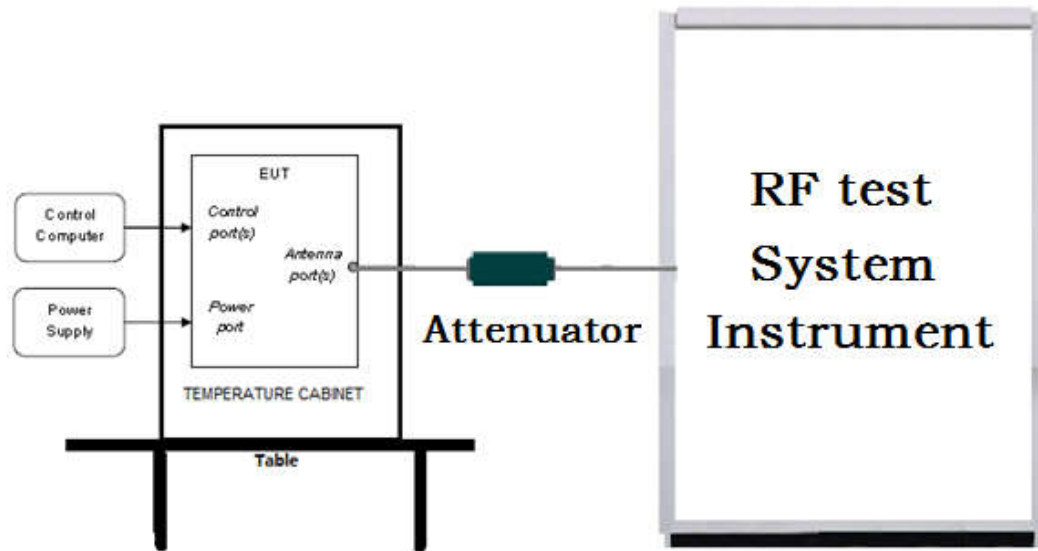 Control
Computer
Power
Supply
EUT
Control
port(s)
Antenna
port(s)
Power
port
TEMPERATURE CABINET
Table
Attenuator
RF test
System
Instrument